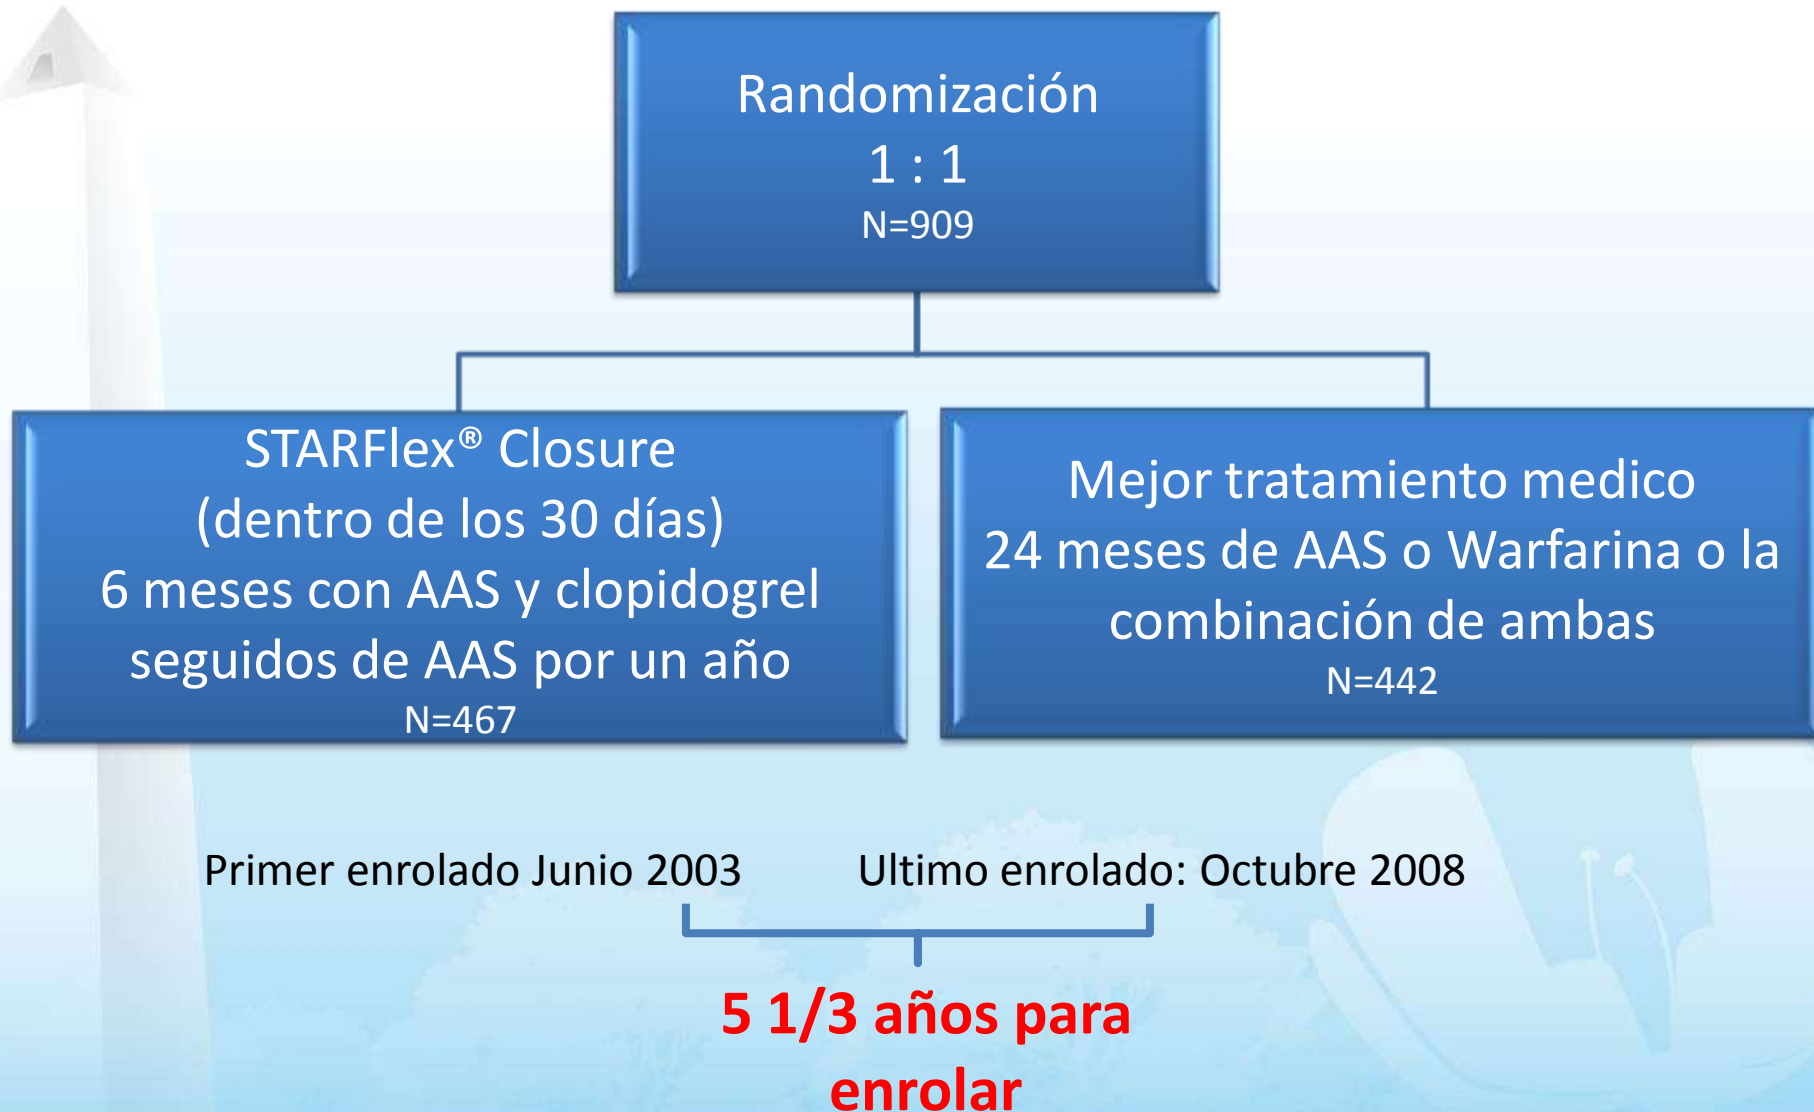 Randomización
1 : 1
N=909
STARFlex® Closure
(dentro de los 30 días)
6 meses con AAS y clopidogrel
seguidos de AAS por un año
N=467
Mejor tratamiento medico
24 meses de AAS o Warfarina o la
combinación de ambas
N=442
Primer enrolado Junio 2003
Ultimo enrolado: Octubre 2008
5 1/3 años para
enrolar